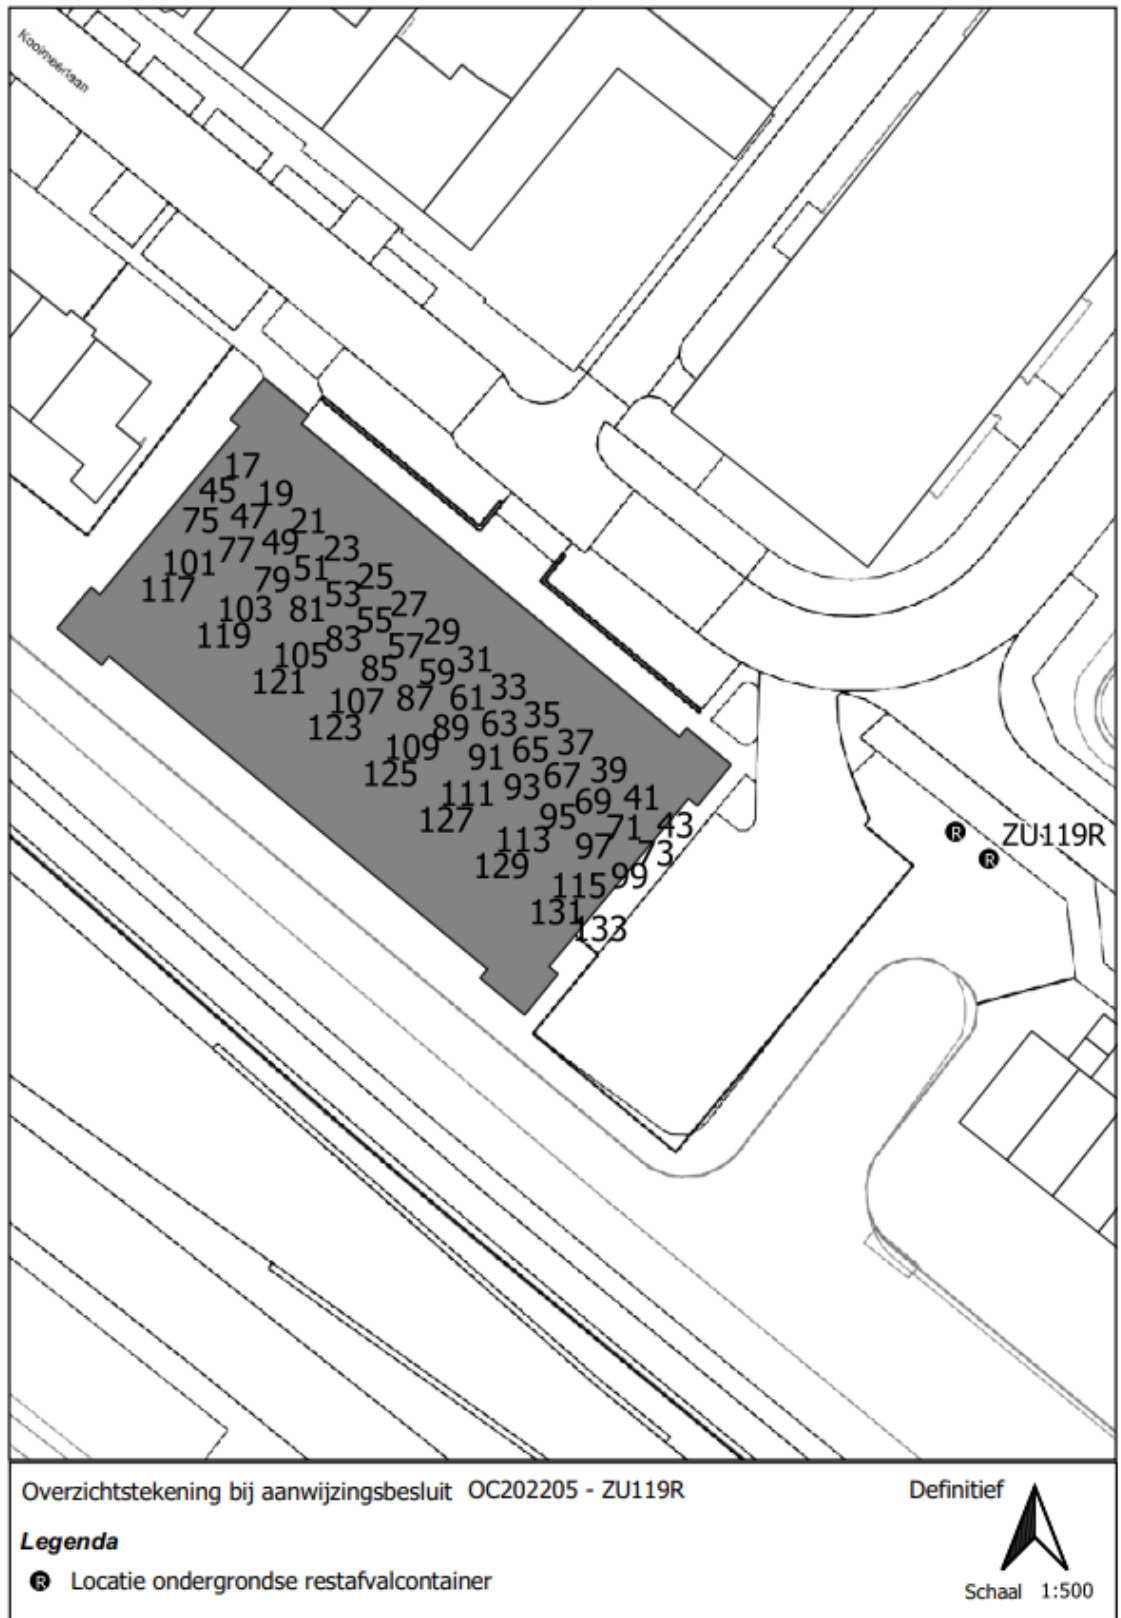 Kooimeerlaan
17
45 19
75 47 21
77 49 23
101 79 51 25
117 53 27
103 81 55 29
119 83 57 31
105 85 59 33
121 87 61 35
107 89 63 37
123 109 91 65 39
125 93 67 41
111 95 69 43
127 113 97 71 73
129 115 99
131 133
ZU119R
Overzichtstekening bij aanwijzingsbesluit OC202205 - ZU119R
Definitief
Legenda
R Locatie ondergrondse restafvalcontainer
Schaal 1:500